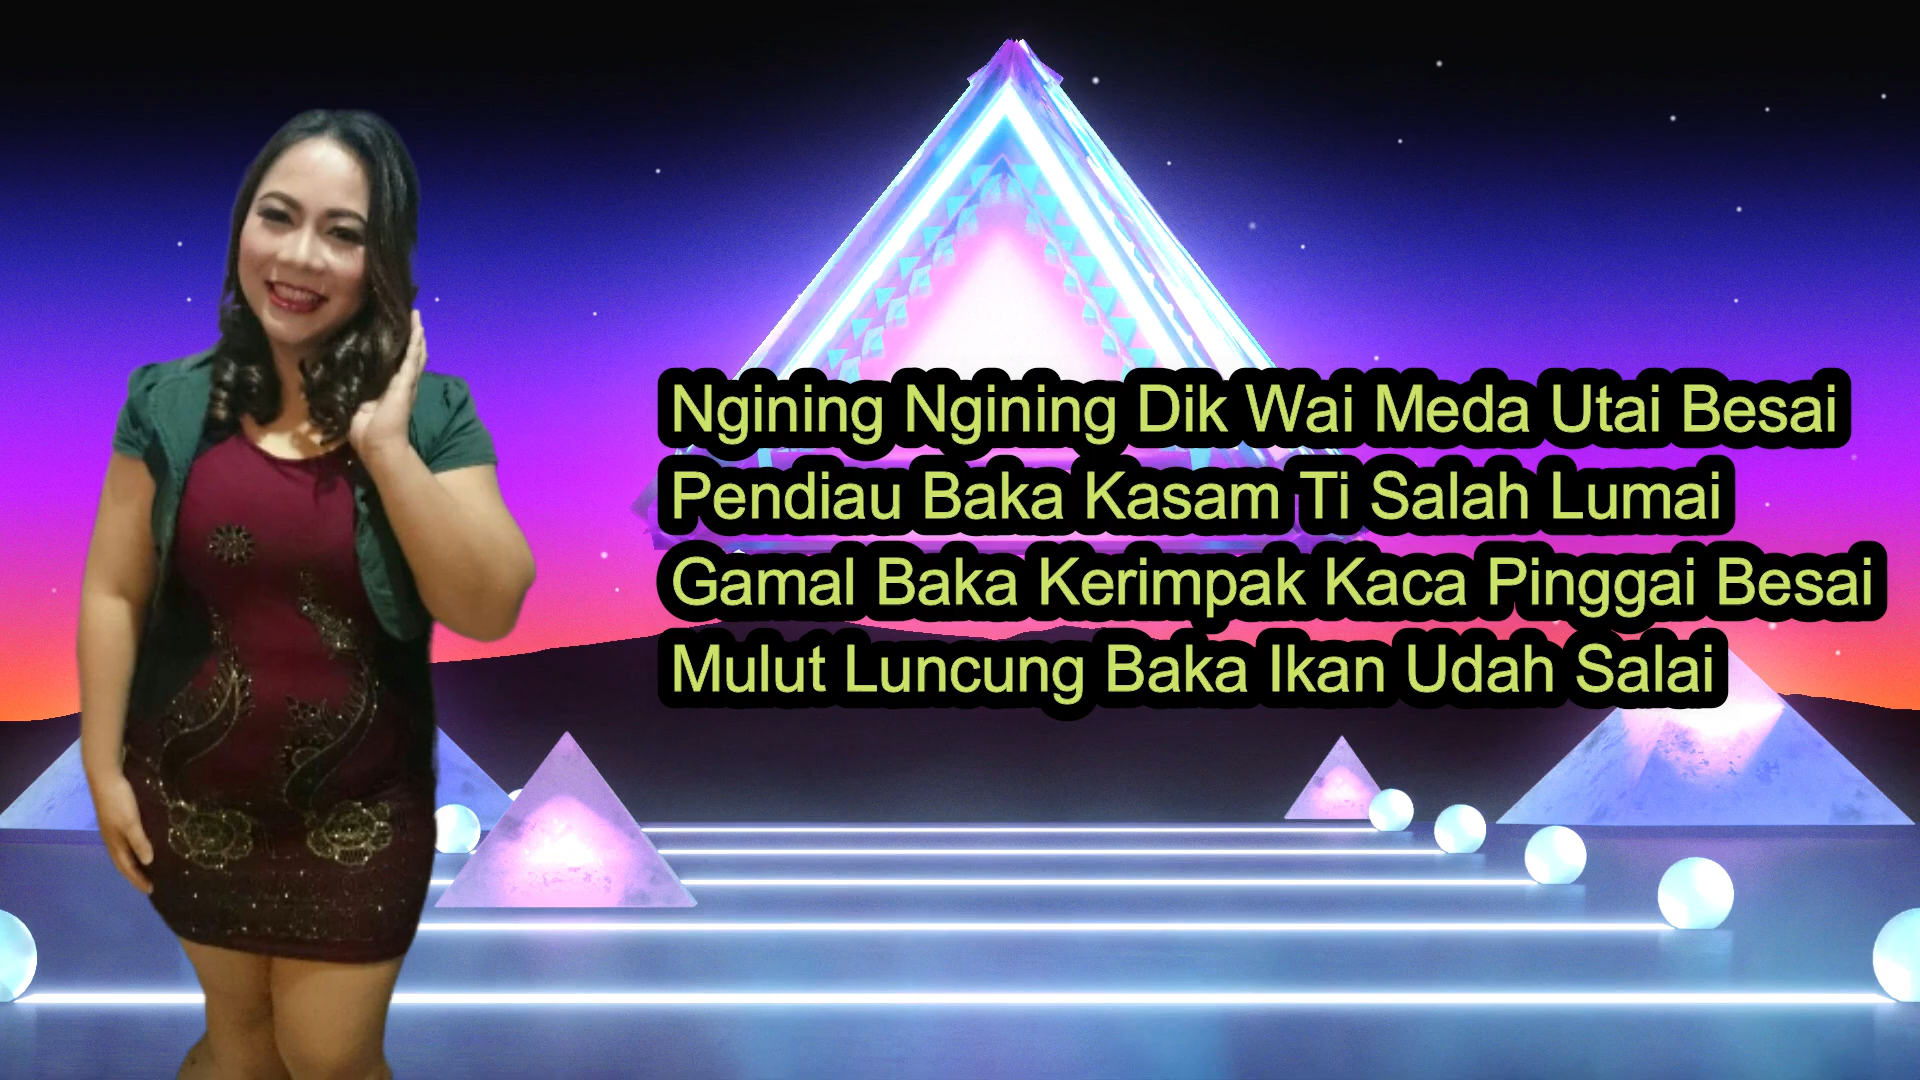 Ngining Ngining Dik Wai Meda Utai Besai
Pendiau Baka Kasam Ti Salah Lumai
Gamal Baka Kerimpak Kaca Pinggai Besai
Mulut Luncung Baka Ikan Udah Salai